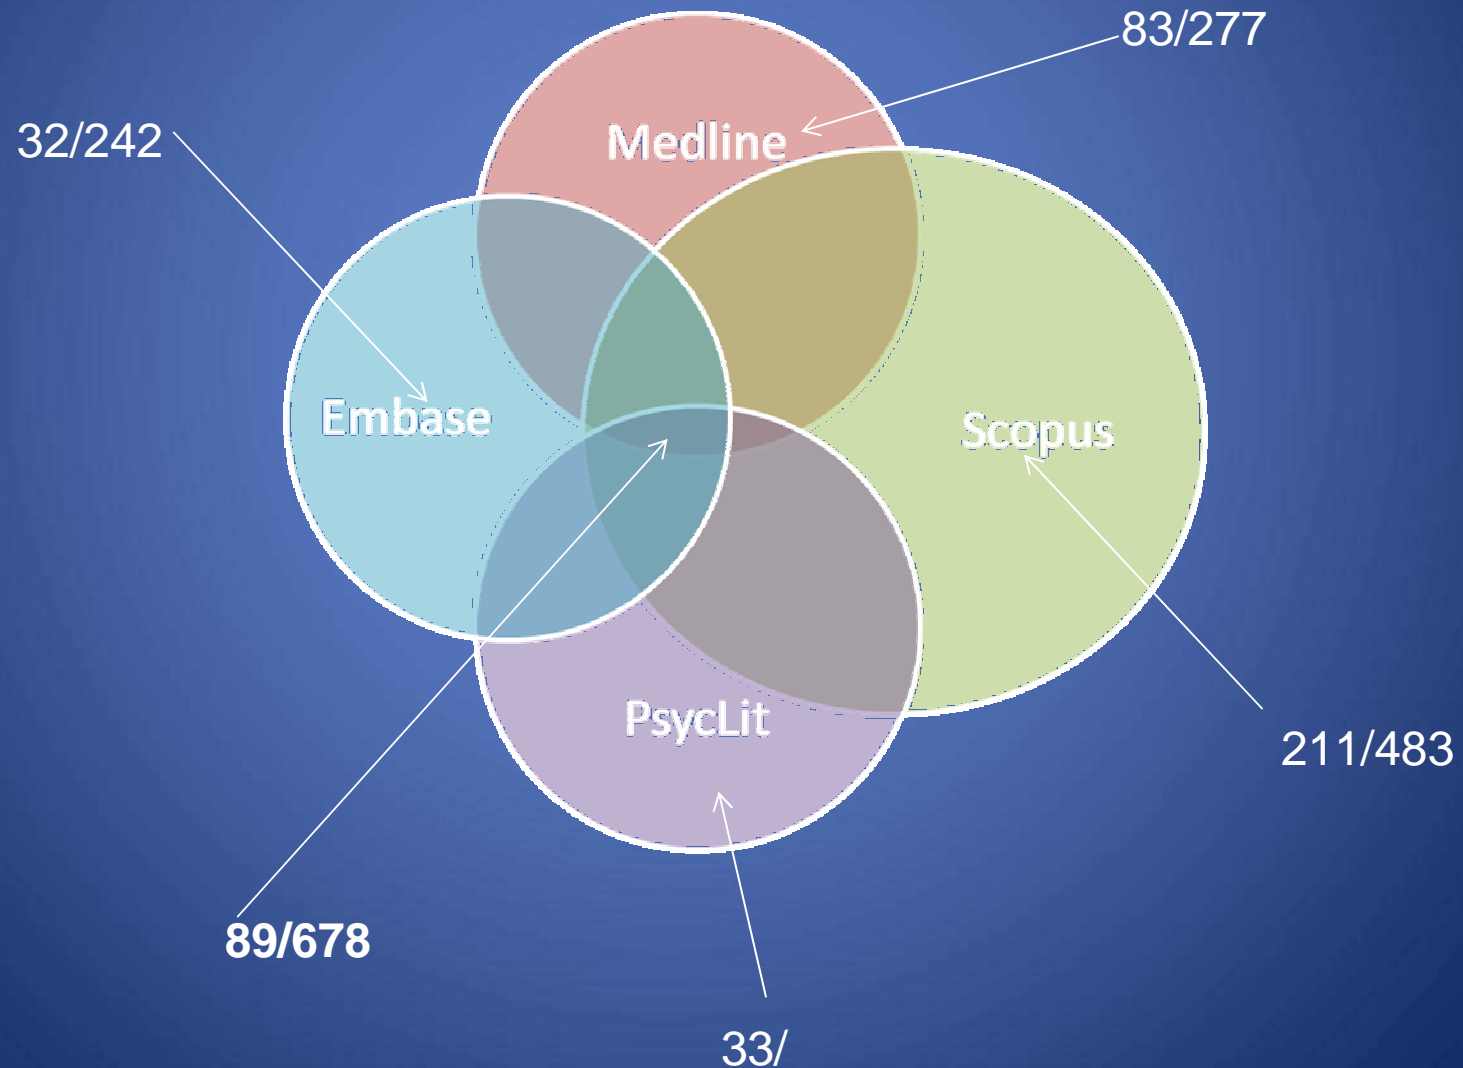 83/277
32/242
Medline
Embase
Scopus
PsycLit
211/483
89/678
33/